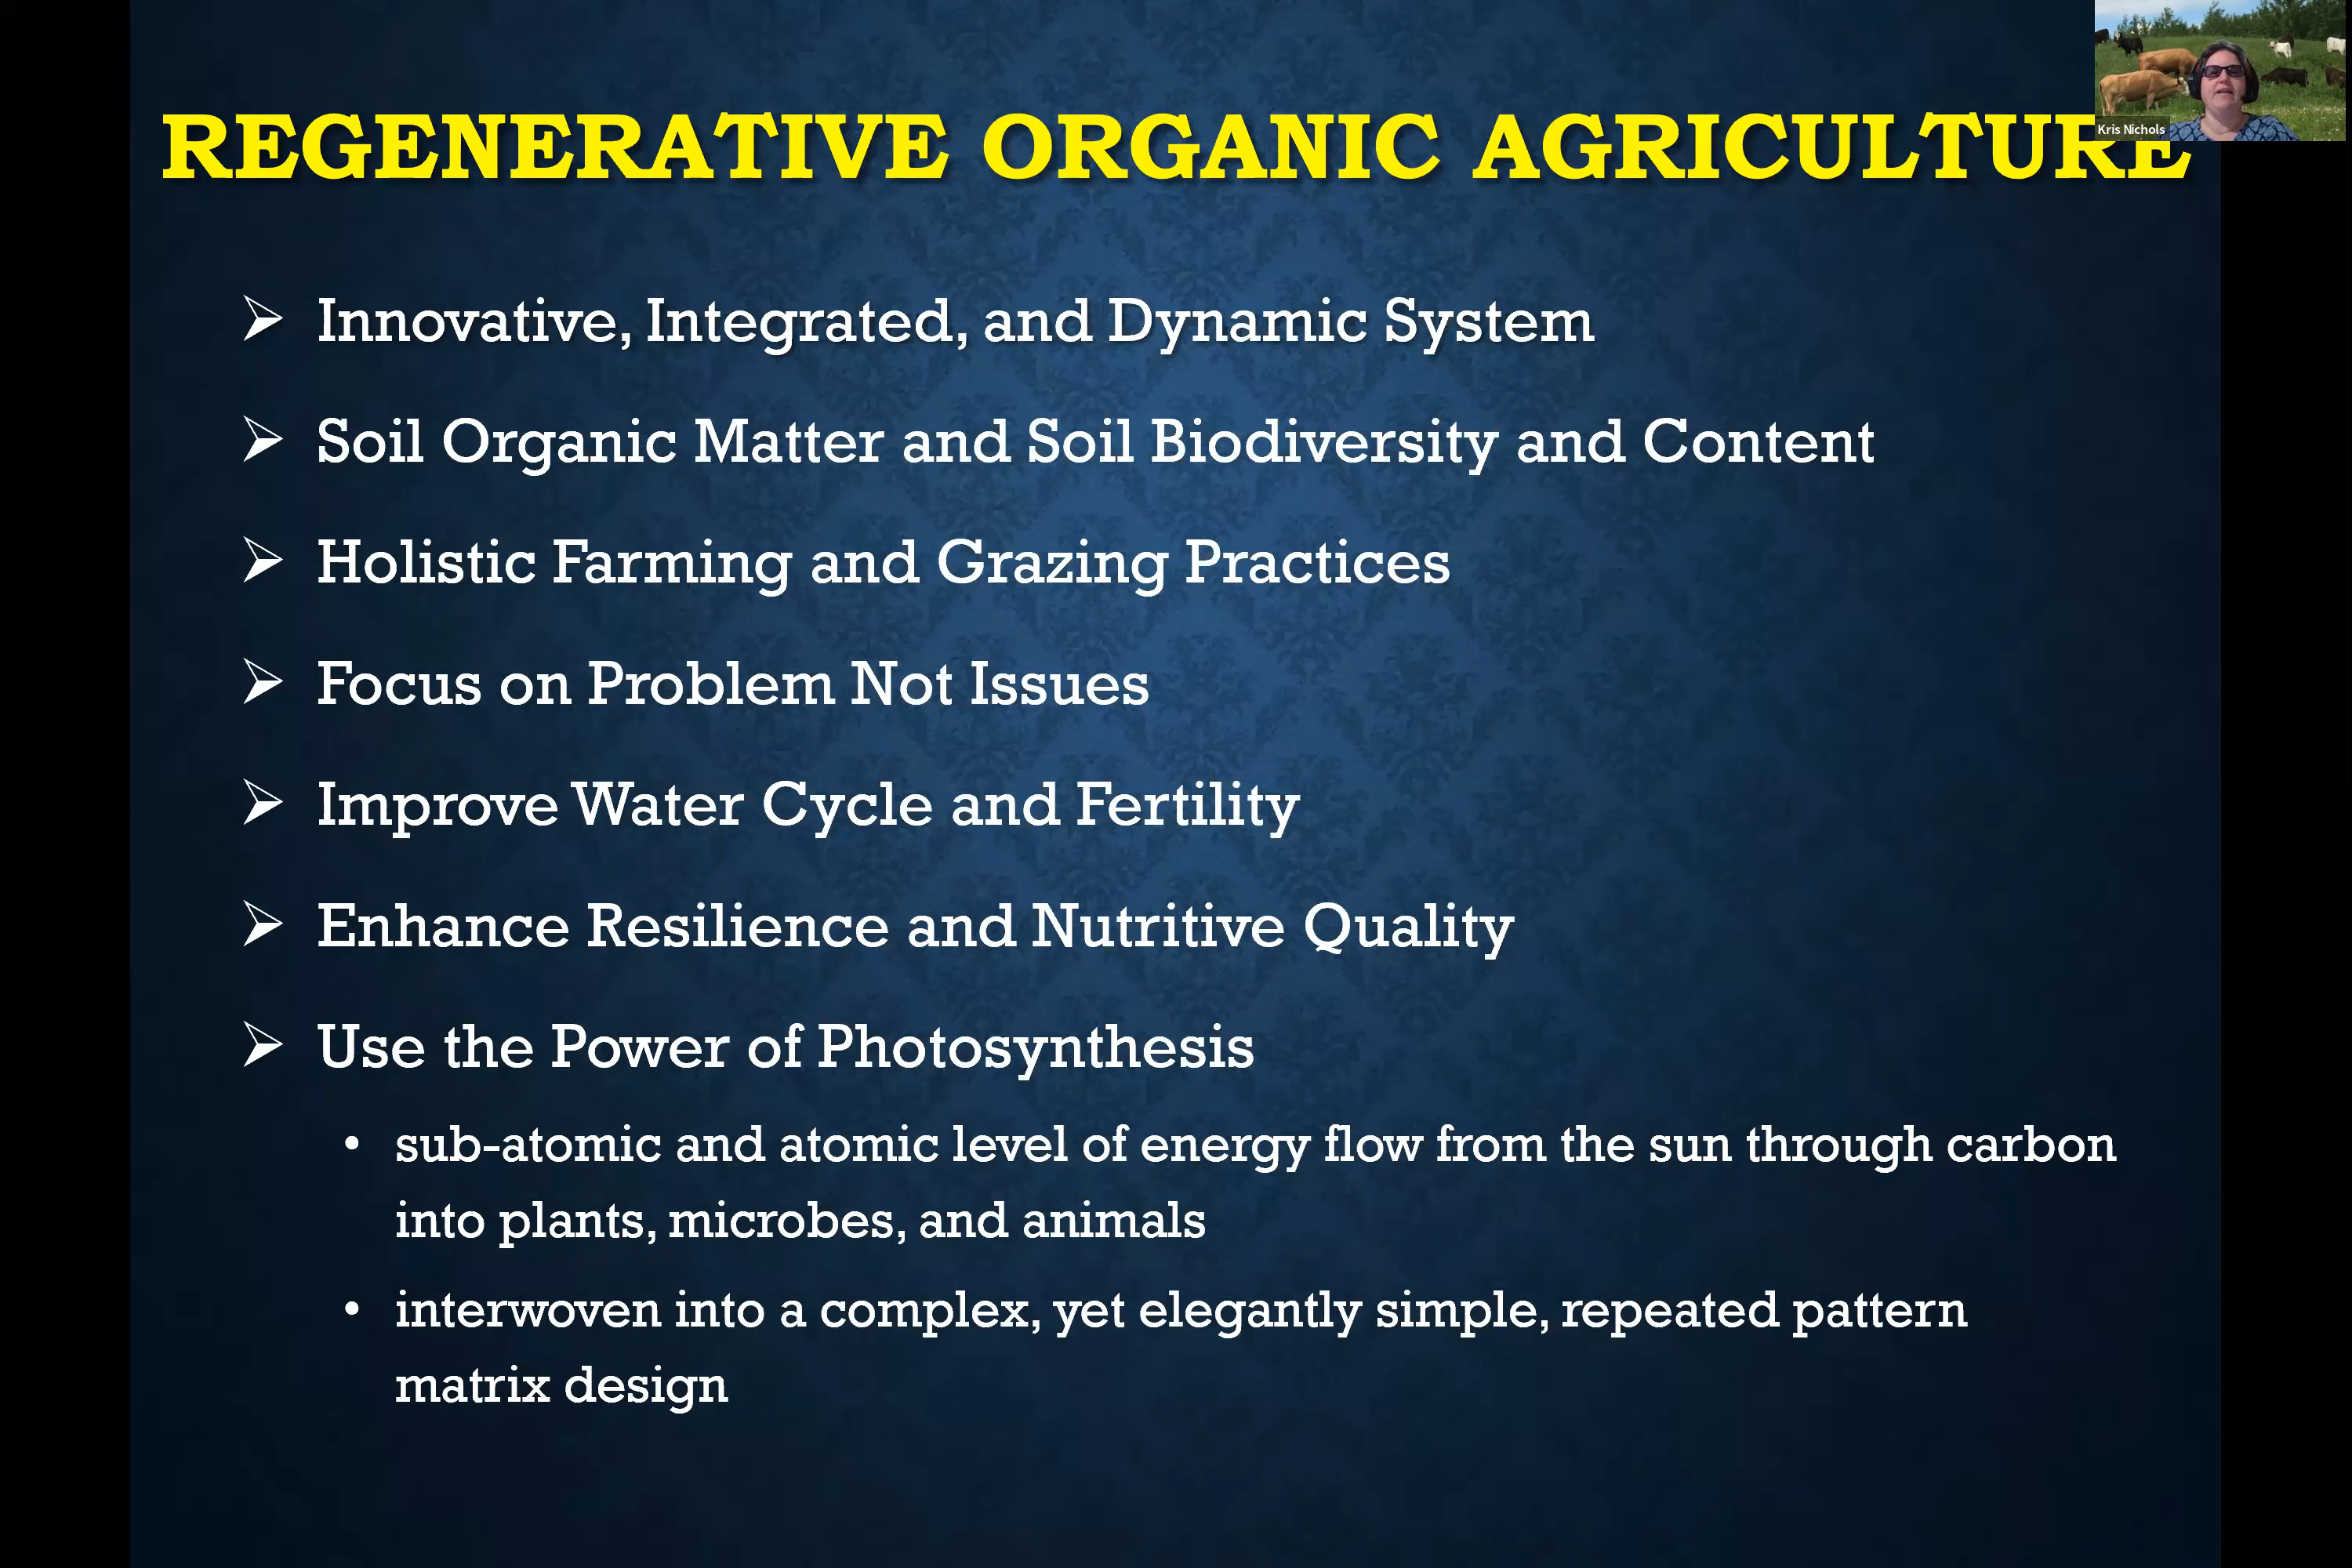 REGENERATIVE ORGANIC AGRICULTURE
Kris Nichols
➢ Innovative, Integrated, and Dynamic System
➢ Soil Organic Matter and Soil Biodiversity and Content
➢ Holistic Farming and Grazing Practices
➢ Focus on Problem Not Issues
➢ Improve Water Cycle and Fertility
➢ Enhance Resilience and Nutritive Quality
➢ Use the Power of Photosynthesis
• sub-atomic and atomic level of energy flow from the sun through carbon
into plants, microbes, and animals
• interwoven into a complex, yet elegantly simple, repeated pattern
matrix design